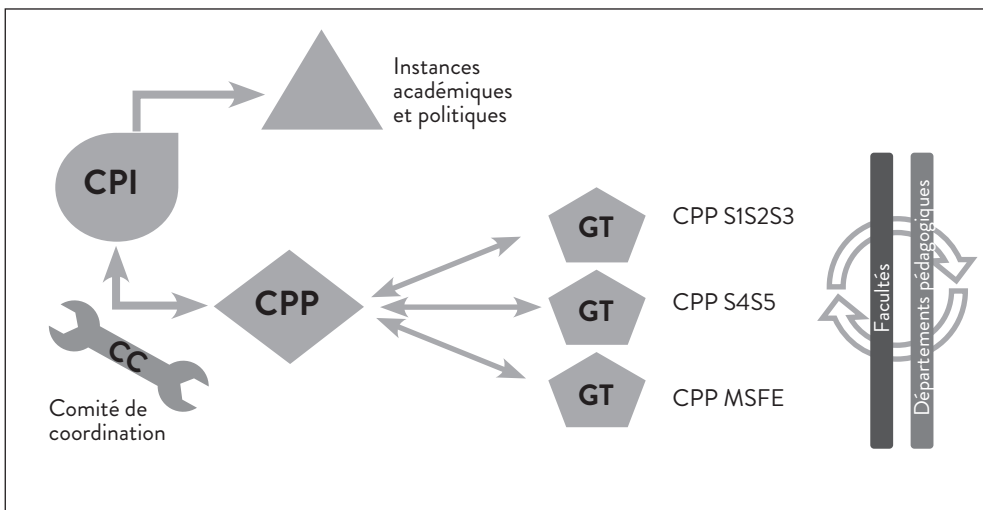 Instances
académiques
et politiques
CPI
GT
CPP S1S2S3
CPP
GT
CPP S4S5
CC
GT
CPP MSFE
Comité de
coordination
Facultés
Départements pédagogiques